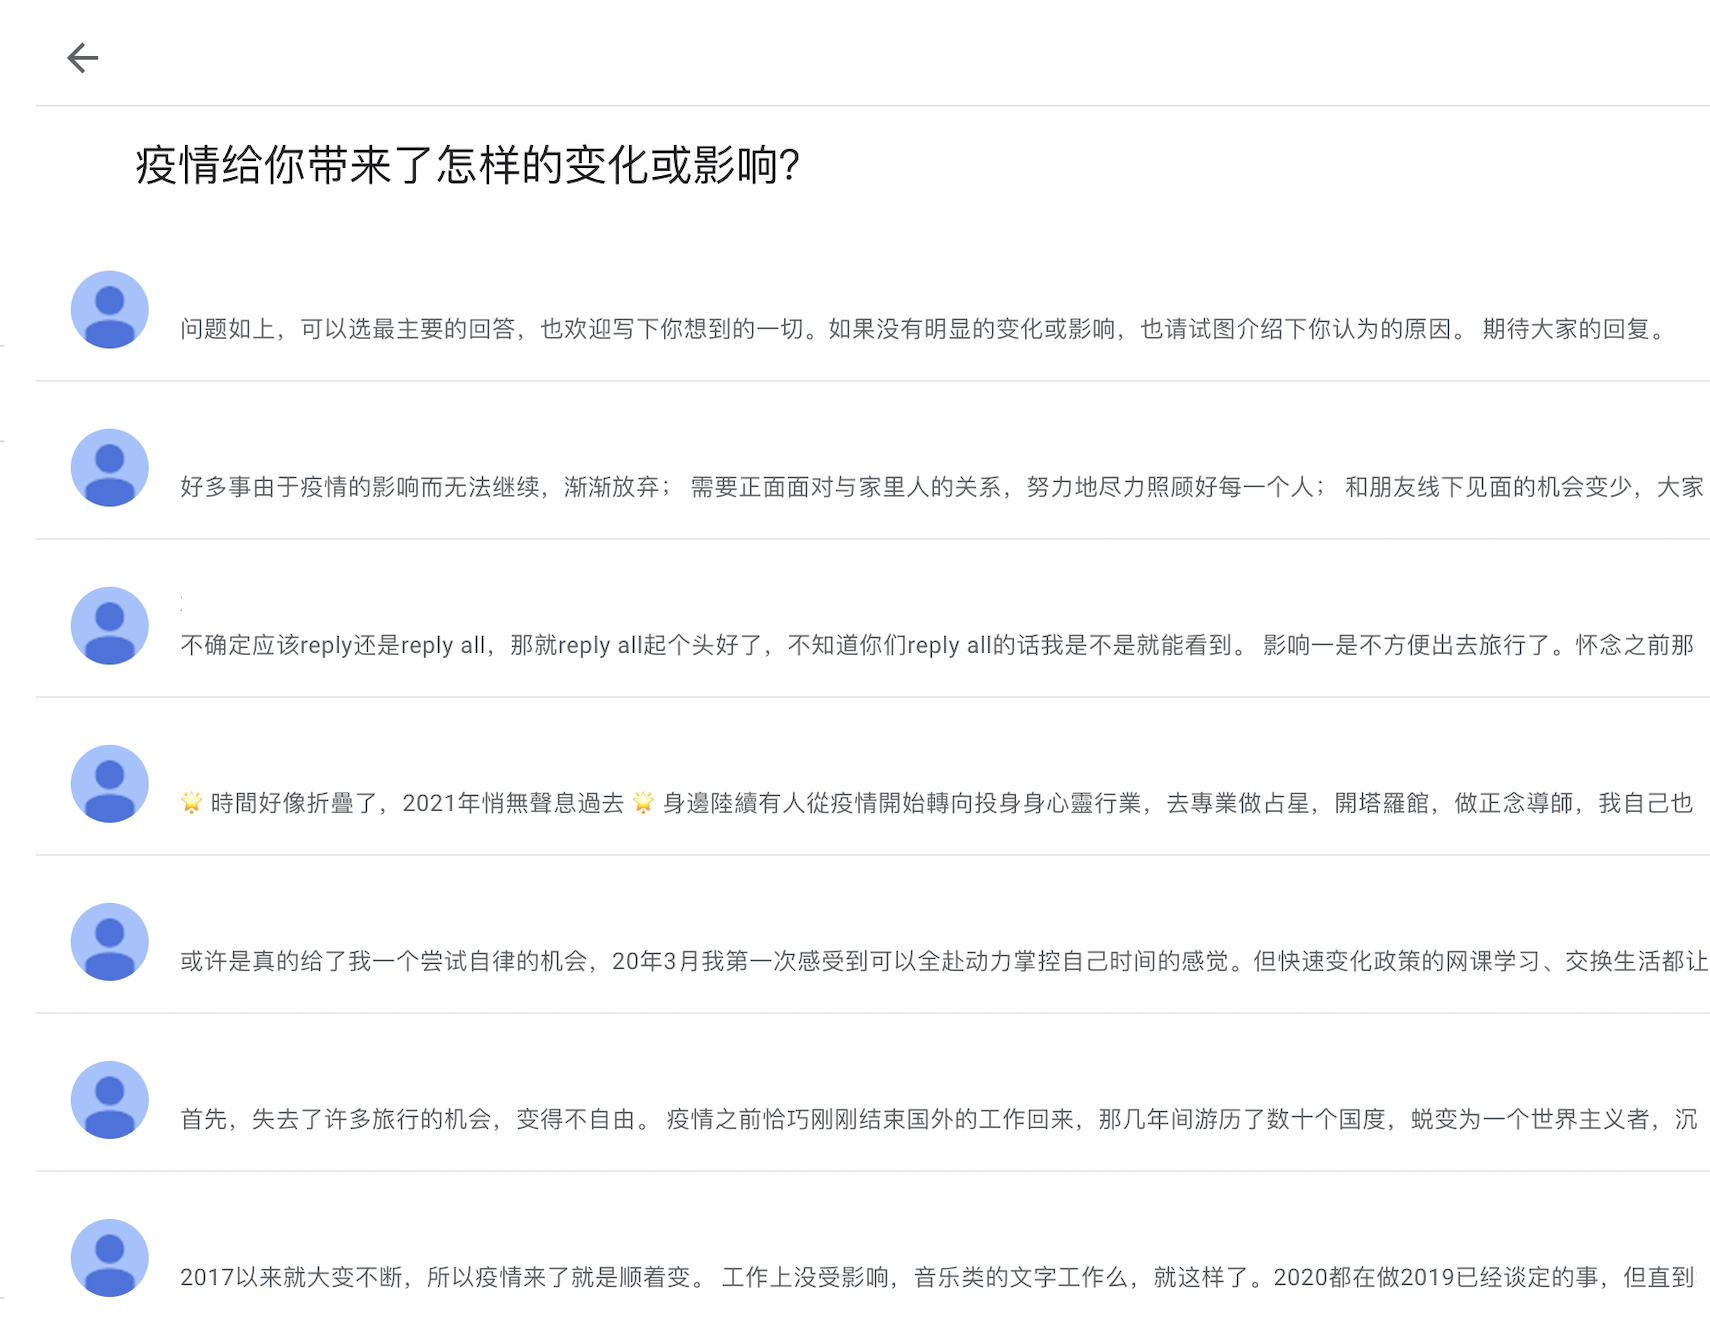 疫情给你带来了怎样的变化或影响?
问题如上，可以选最主要的回答，也欢迎写下你想到的一切。如果没有明显的变化或影响，也请试图介绍下你认为的原因。 期待大家的回复。
好多事由于疫情的影响而无法继续，渐渐放弃； 需要正面面对与家里人的关系，努力地尽力照顾好每一个人； 和朋友线下见面的机会变少，大家
不确定应该reply还是reply all，那就reply all起个头好了，不知道你们reply all的话我是不是就能看到。 影响一是不方便出去旅行了。怀念之前那
🌟 時間好像折疊了，2021年悄無聲息過去 🌟 身邊陸續有人從疫情開始轉向投身身心靈行業，去專業做占星，開塔羅館，做正念導師，我自己也
或许是真的给了我一个尝试自律的机会，20年3月我第一次感受到可以全赴动力掌控自己时间的感觉。但快速变化政策的网课学习、交换生活都让
首先，失去了许多旅行的机会，变得不自由。 疫情之前恰巧刚刚结束国外的工作回来，那几年间游历了数十个国度，蜕变为一个世界主义者，沉
2017以来就大变不断，所以疫情来了就是顺着变。 工作上没受影响，音乐类的文字工作么，就这样了。2020都在做2019已经谈定的事，但直到